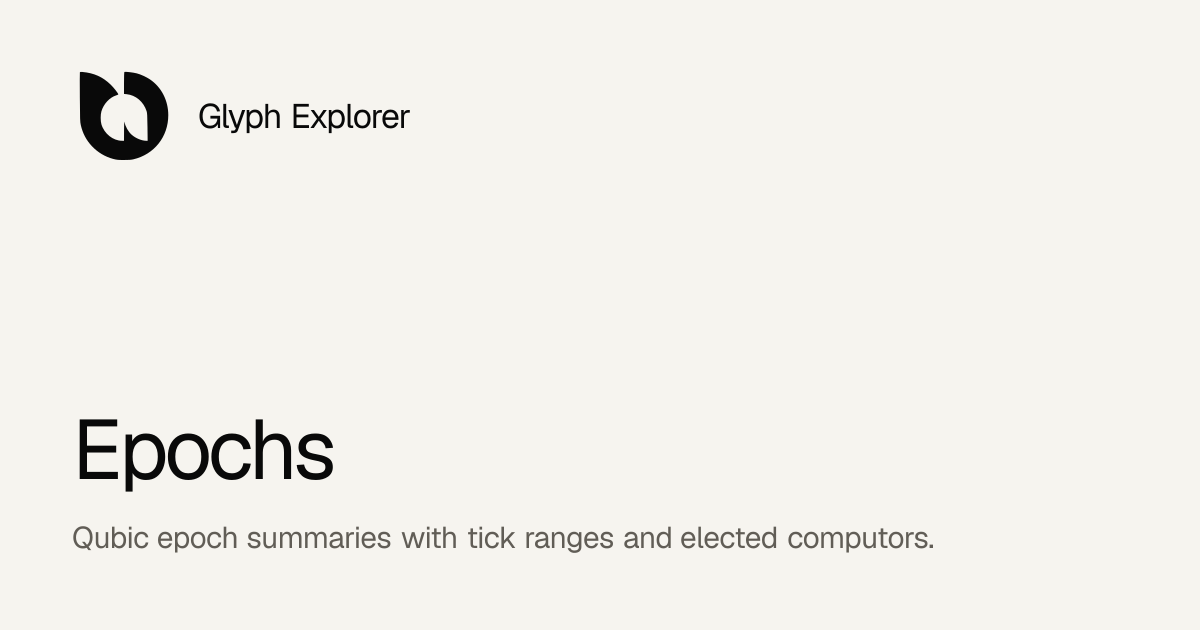 Glyph Explorer
Epochs
Qubic epoch summaries with tick ranges and elected computors.